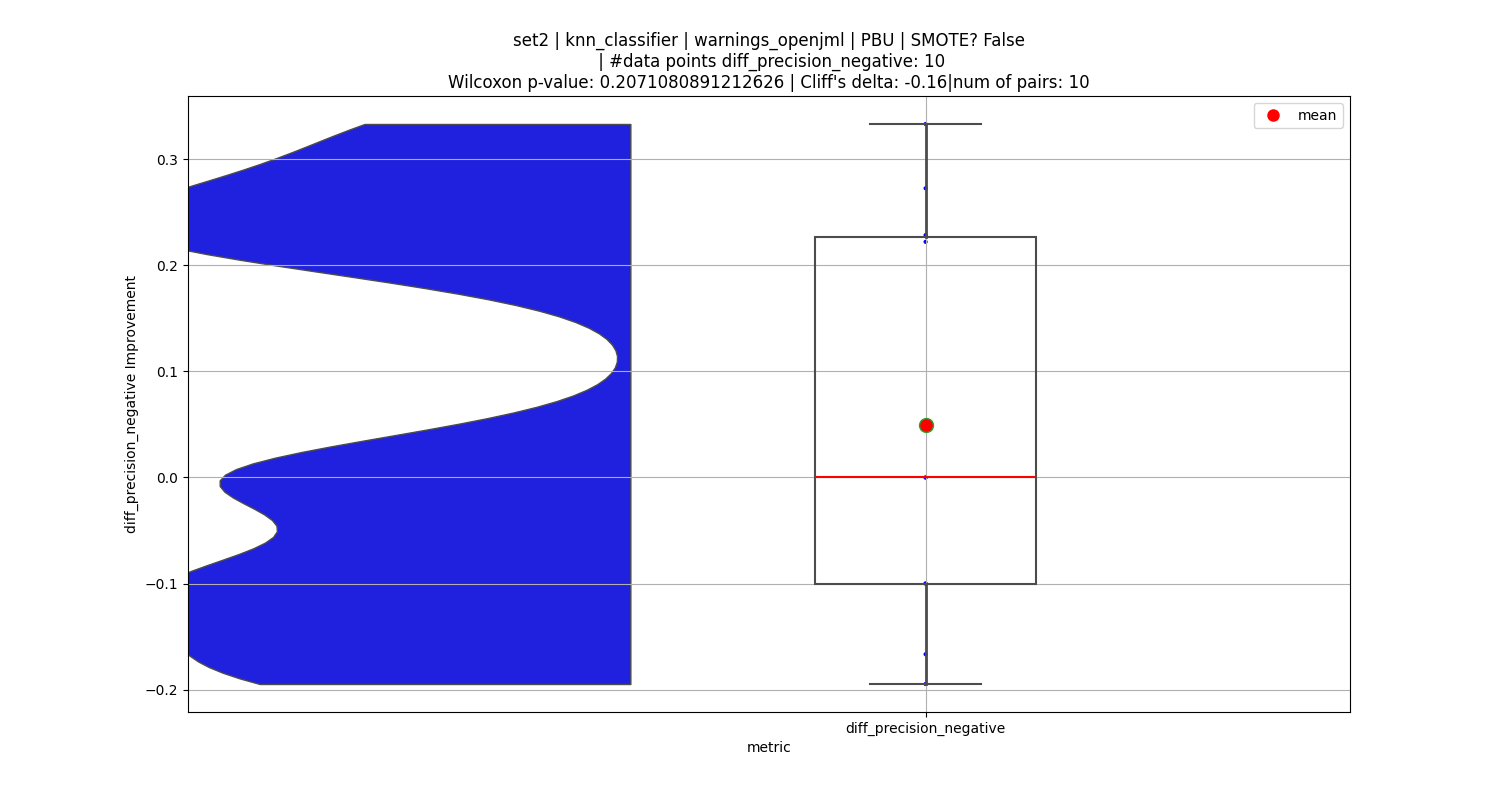 set2 | knn_classifier | warnings_openjml | PBU | SMOTE? False
| #data points diff_precision_negative: 10
Wilcoxon p-value: 0.2071080891212626 | Cliff's delta: -0.16|num of pairs: 10
mean
0.3
0.2
0.1
0.0
−0.1
−0.2
diff_precision_negative Improvement
diff_precision_negative
metric